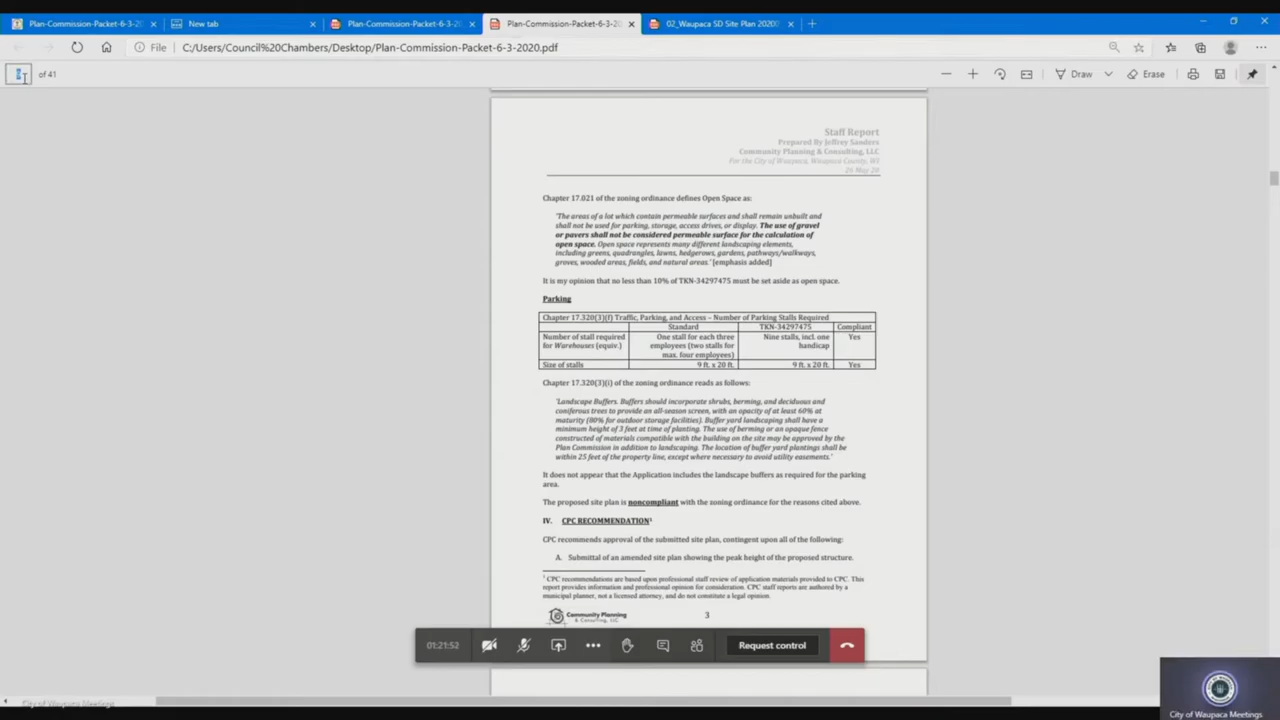 Plan-Commission-Packet-6-3-20
New tab
Plan-Commission-Packet-6-3-20
Plan-Commission-Packet-6-3-20
02_Waupaca SD Site Plan 20200
File
C:/Users/Council%20Chambers/Desktop/Plan-Commission-Packet-6-3-2020.pdf
of 41
Draw
Erase
Staff Report
Prepared By Jeffrey Sanders
Community Planning & Consulting, LLC
For the City of Waupaca, Waupaca County, WI
26 May 20
Chapter 17.021 of the zoning ordinance defines Open Space as:
'The areas of a lot which contain permeable surfaces and shall remain unbuilt and
shall not be used for parking, storage, access drives, or display. The use of gravel
or pavers shall not be considered permeable surface for the calculation of
open space. Open space represents many different landscaping elements,
including greens, quadrangles, lawns, hedgerows, gardens, pathways/walkways,
groves, wooded areas, fields, and natural areas.' [emphasis added]
It is my opinion that no less than 10% of TKN-34297475 must be set aside as open space.
Parking
Chapter 17.320(3)(f) Traffic, Parking, and Access – Number of Parking Stalls Required
Standard TKN-34297475 Compliant
Number of stall required One stall for each three Nine stalls, incl. one Yes
for Warehouses (equiv.) employees (two stalls for handicap
max. four employees)
Size of stalls 9 ft. x 20 ft. 9 ft. x 20 ft. Yes
Chapter 17.320(3)(i) of the zoning ordinance reads as follows:
'Landscape Buffers. Buffers should incorporate shrubs, berming, and deciduous and
coniferous trees to provide an all-season screen, with an opacity of at least 60% at
maturity (80% for outdoor storage facilities). Buffer yard landscaping shall have a
minimum height of 3 feet at time of planting. The use of berming or an opaque fence
constructed of materials compatible with the building on the site may be approved by the
Plan Commission in addition to landscaping. The location of buffer yard plantings shall be
within 25 feet of the property line, except where necessary to avoid utility easements.'
It does not appear that the Application includes the landscape buffers as required for the parking
area.
The proposed site plan is noncompliant with the zoning ordinance for the reasons cited above.
IV. CPC RECOMMENDATION¹
CPC recommends approval of the submitted site plan, contingent upon all of the following:
A. Submittal of an amended site plan showing the peak height of the proposed structure.
¹ CPC recommendations are based upon professional staff review of application materials provided to CPC. This
report provides information and professional opinion for consideration. CPC staff reports are authored by a
municipal planner, not a licensed attorney, and do not constitute a legal opinion.
Community Planning
& Consulting, LLC
3
01:21:52
Request control
City of Waupaca Meetings
City of Waupaca Meetings